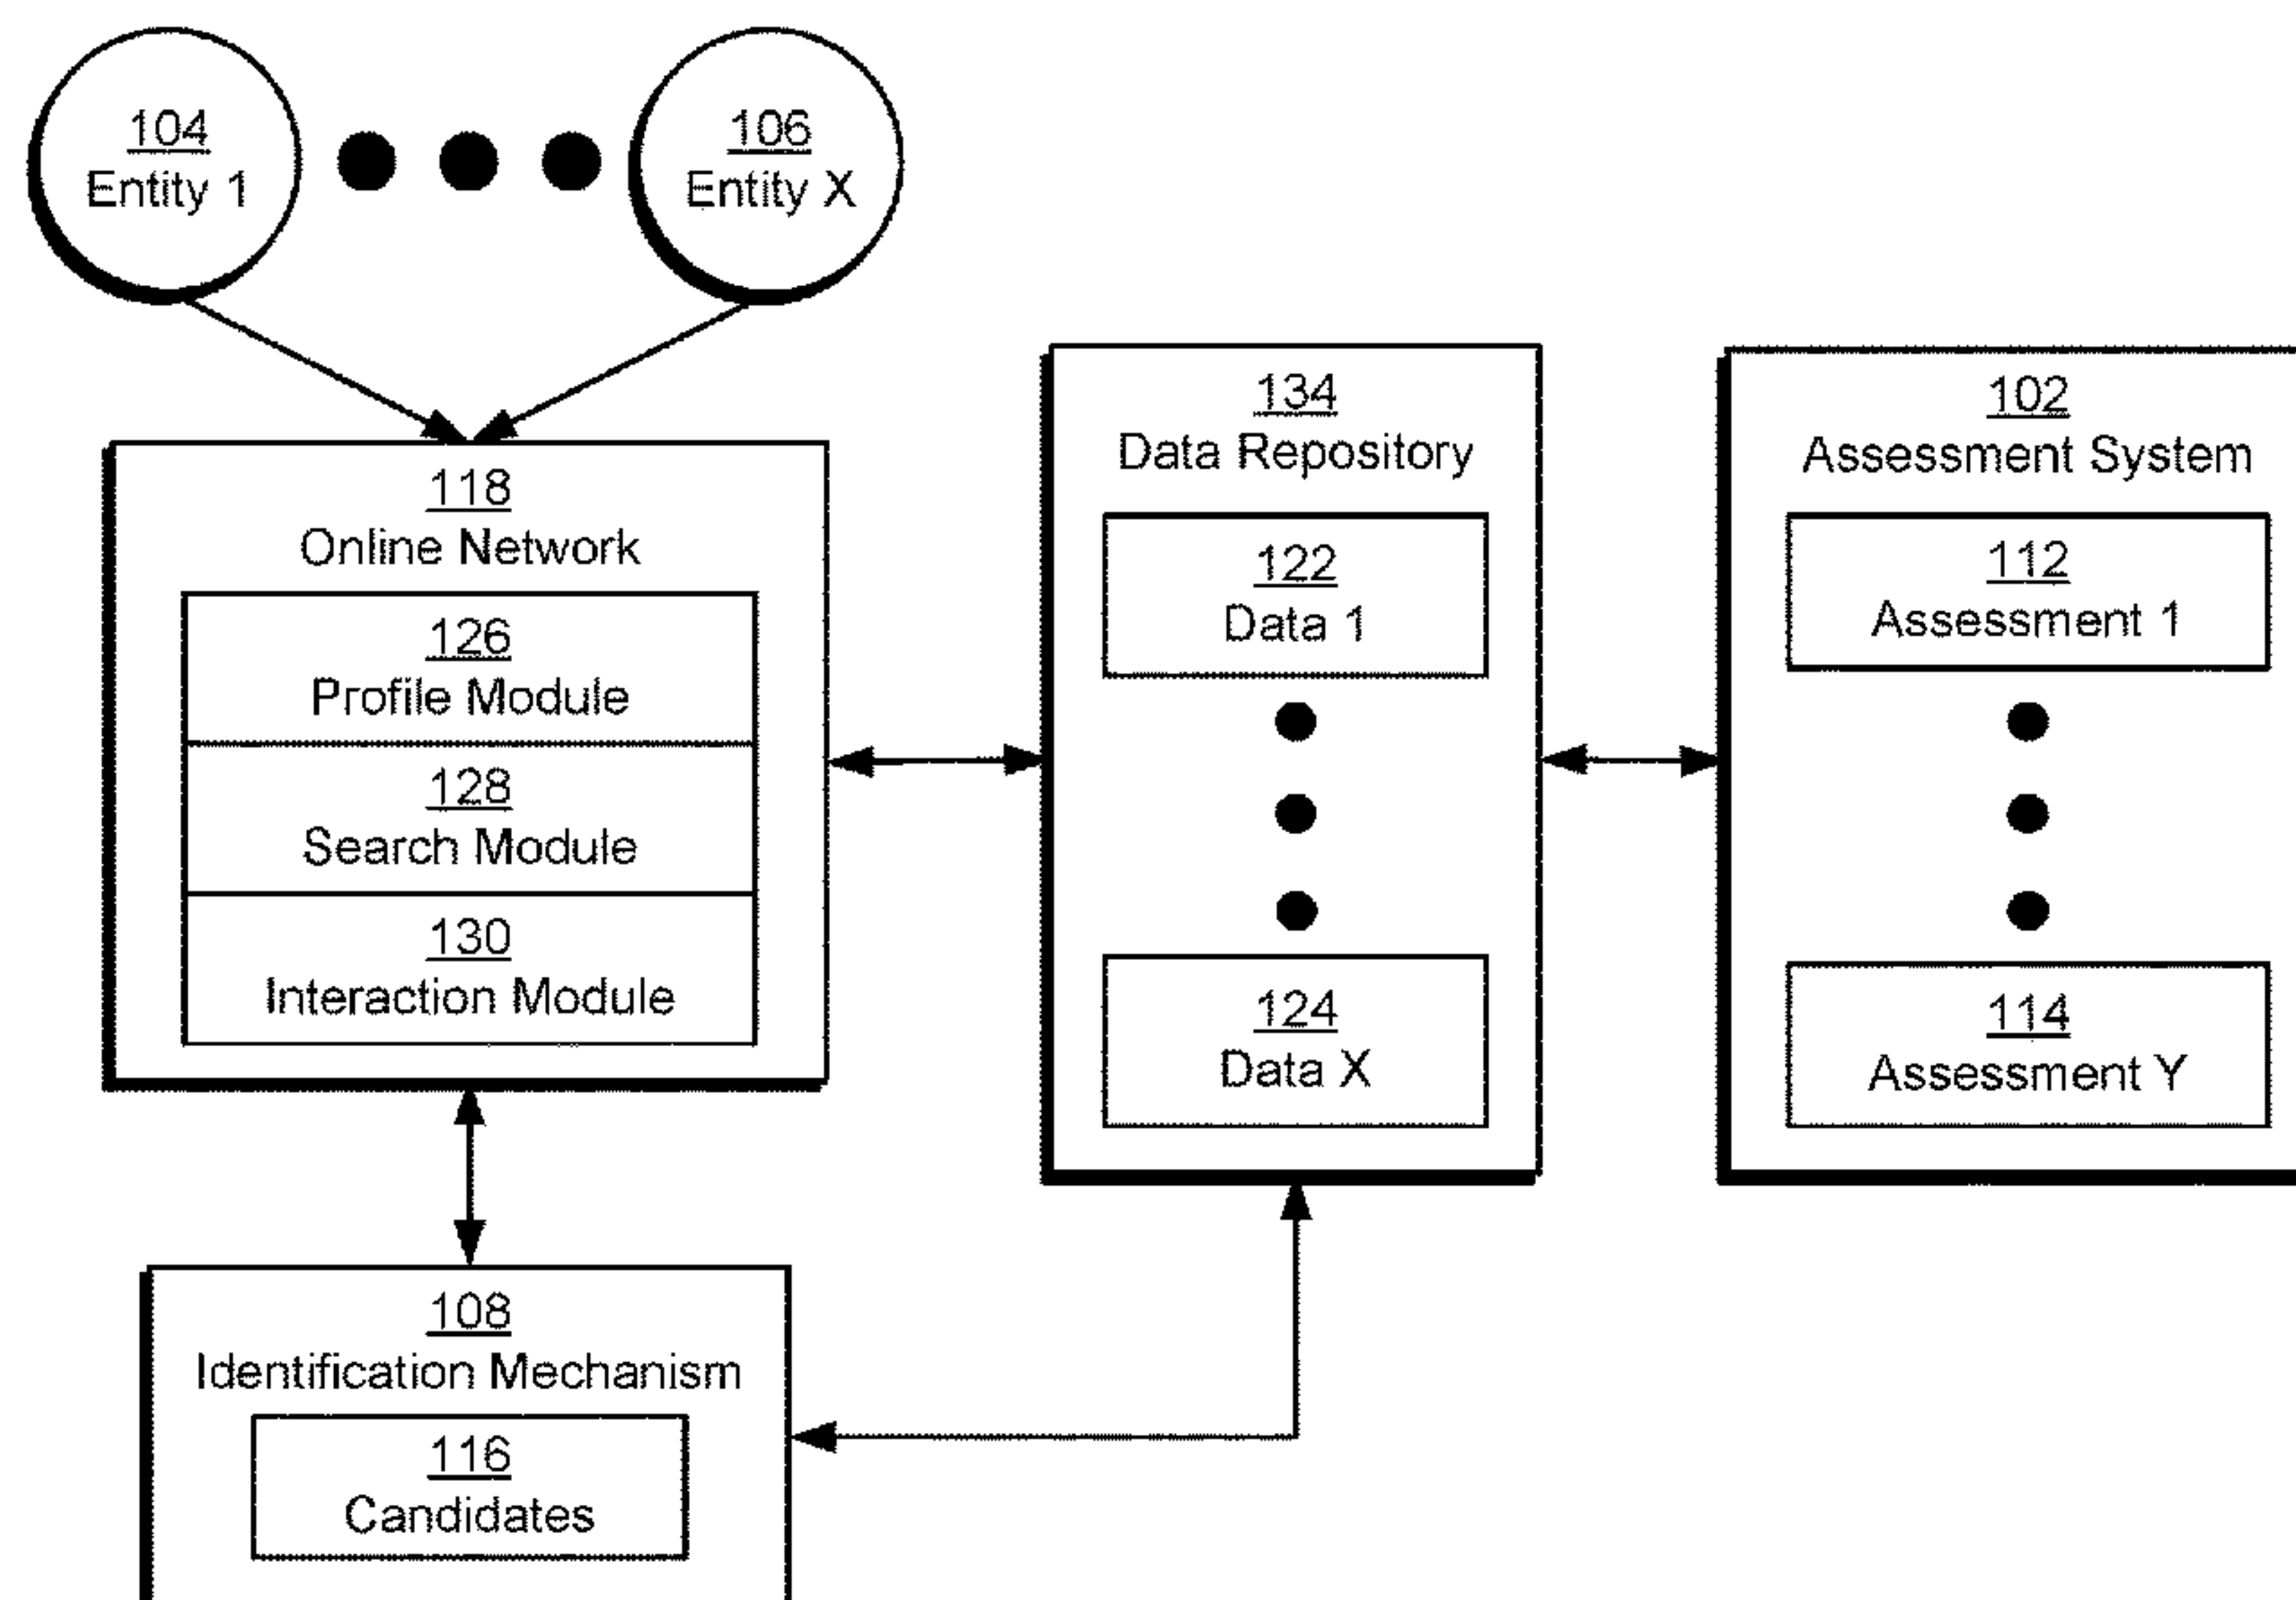 104
Entity 1
106
Entity X
118
Online Network
126
Profile Module
128
Search Module
130
Interaction Module
134
Data Repository
122
Data 1
124
Data X
102
Assessment System
112
Assessment 1
114
Assessment Y
108
Identification Mechanism
116
Candidates